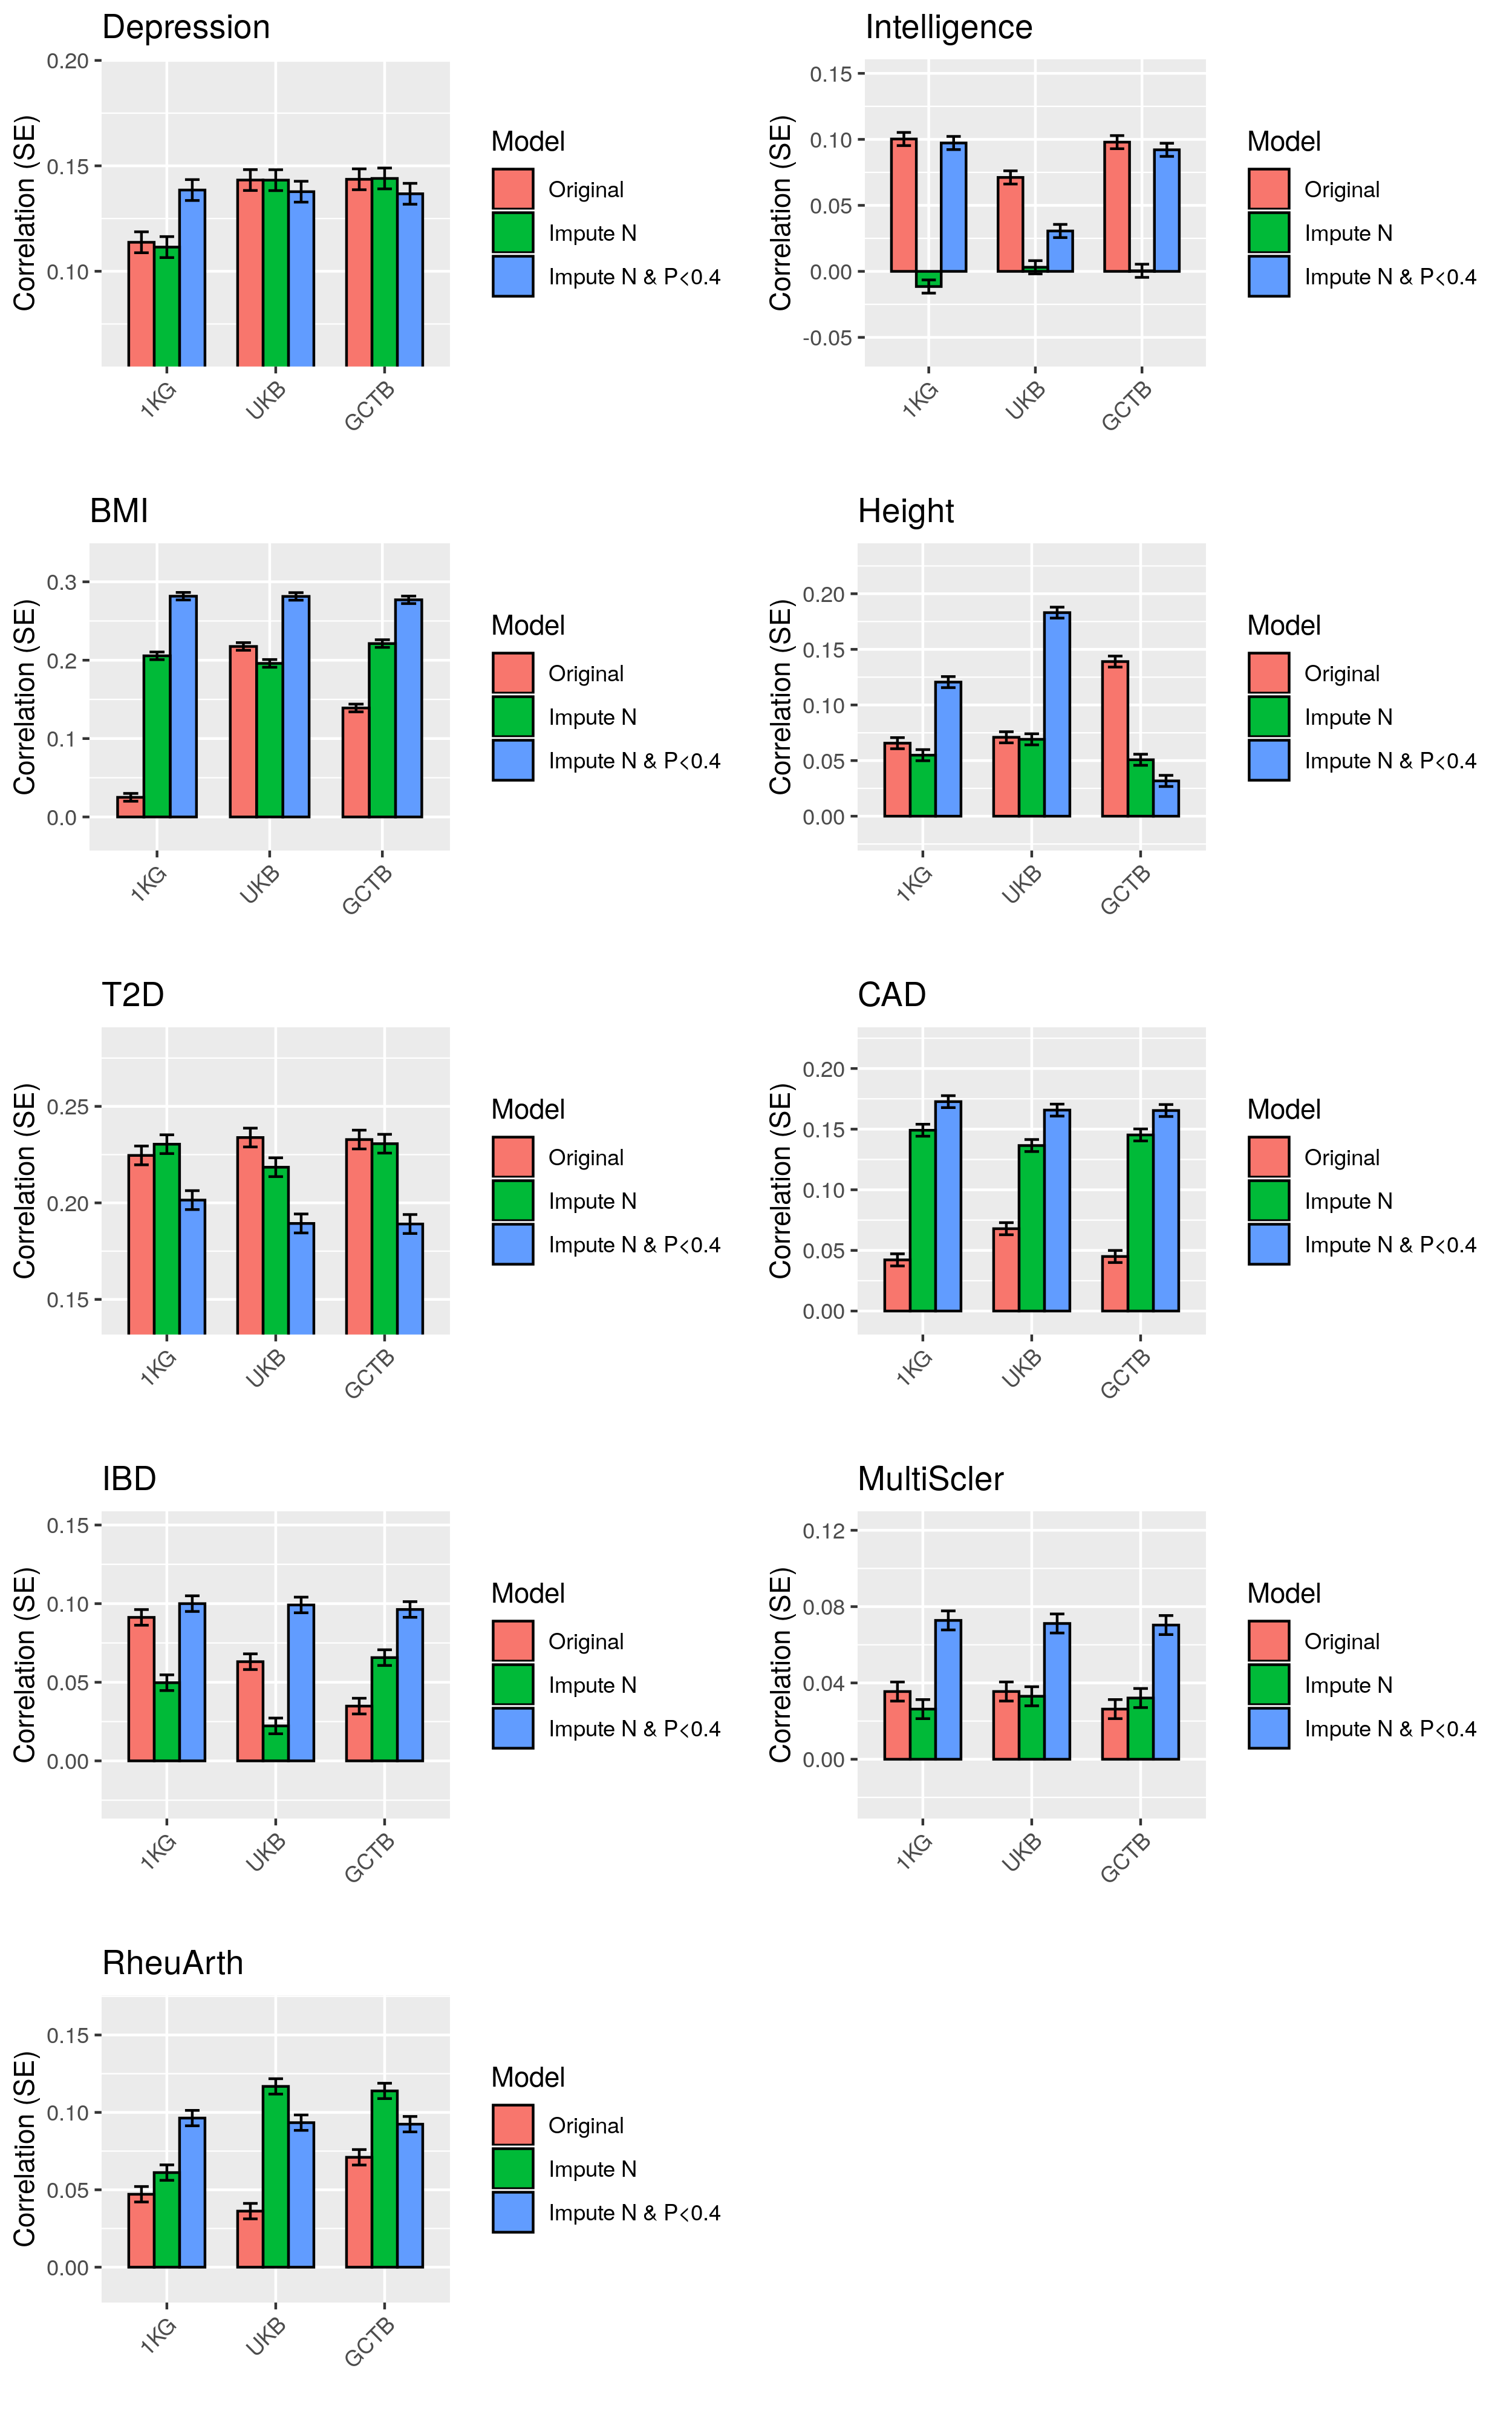 Depression
Correlation (SE)
0.20
0.15
0.10
1KG
UKB
GCTB
Model
Original
Impute N
Impute N & P<0.4
Intelligence
Correlation (SE)
0.15
0.10
0.05
0.00
-0.05
1KG
UKB
GCTB
Model
Original
Impute N
Impute N & P<0.4
BMI
Correlation (SE)
0.3
0.2
0.1
0.0
1KG
UKB
GCTB
Model
Original
Impute N
Impute N & P<0.4
Height
Correlation (SE)
0.20
0.15
0.10
0.05
0.00
1KG
UKB
GCTB
Model
Original
Impute N
Impute N & P<0.4
T2D
Correlation (SE)
0.25
0.20
0.15
1KG
UKB
GCTB
Model
Original
Impute N
Impute N & P<0.4
CAD
Correlation (SE)
0.20
0.15
0.10
0.05
0.00
1KG
UKB
GCTB
Model
Original
Impute N
Impute N & P<0.4
IBD
Correlation (SE)
0.15
0.10
0.05
0.00
1KG
UKB
GCTB
Model
Original
Impute N
Impute N & P<0.4
MultiScler
Correlation (SE)
0.12
0.08
0.04
0.00
1KG
UKB
GCTB
Model
Original
Impute N
Impute N & P<0.4
RheuArth
Correlation (SE)
0.15
0.10
0.05
0.00
1KG
UKB
GCTB
Model
Original
Impute N
Impute N & P<0.4